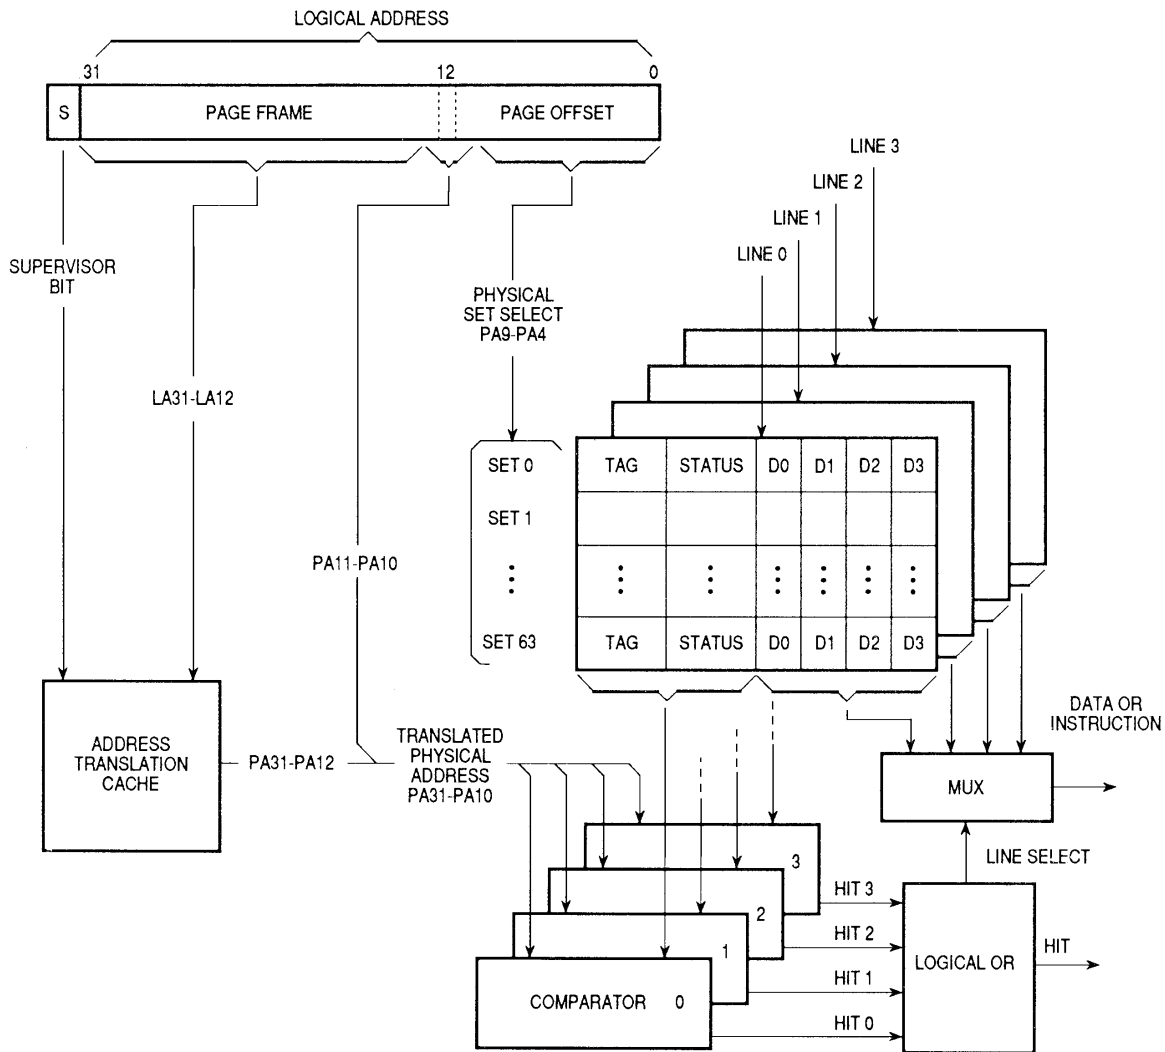 LOGICAL ADDRESS
31 12 0
S PAGE FRAME PAGE OFFSET
LINE 3
LINE 2
LINE 1
LINE 0
SUPERVISOR
BIT
PHYSICAL
SET SELECT
PA9-PA4
LA31-LA12
PA11-PA10
SET 0 TAG STATUS D0 D1 D2 D3
SET 1
SET 63 TAG STATUS D0 D1 D2 D3
ADDRESS
TRANSLATION
CACHE
PA31-PA12
TRANSLATED
PHYSICAL
ADDRESS
PA31-PA10
DATA OR
INSTRUCTION
MUX
LINE SELECT
3
2
1
COMPARATOR 0
HIT 3
HIT 2
HIT 1
HIT 0
LOGICAL OR
HIT